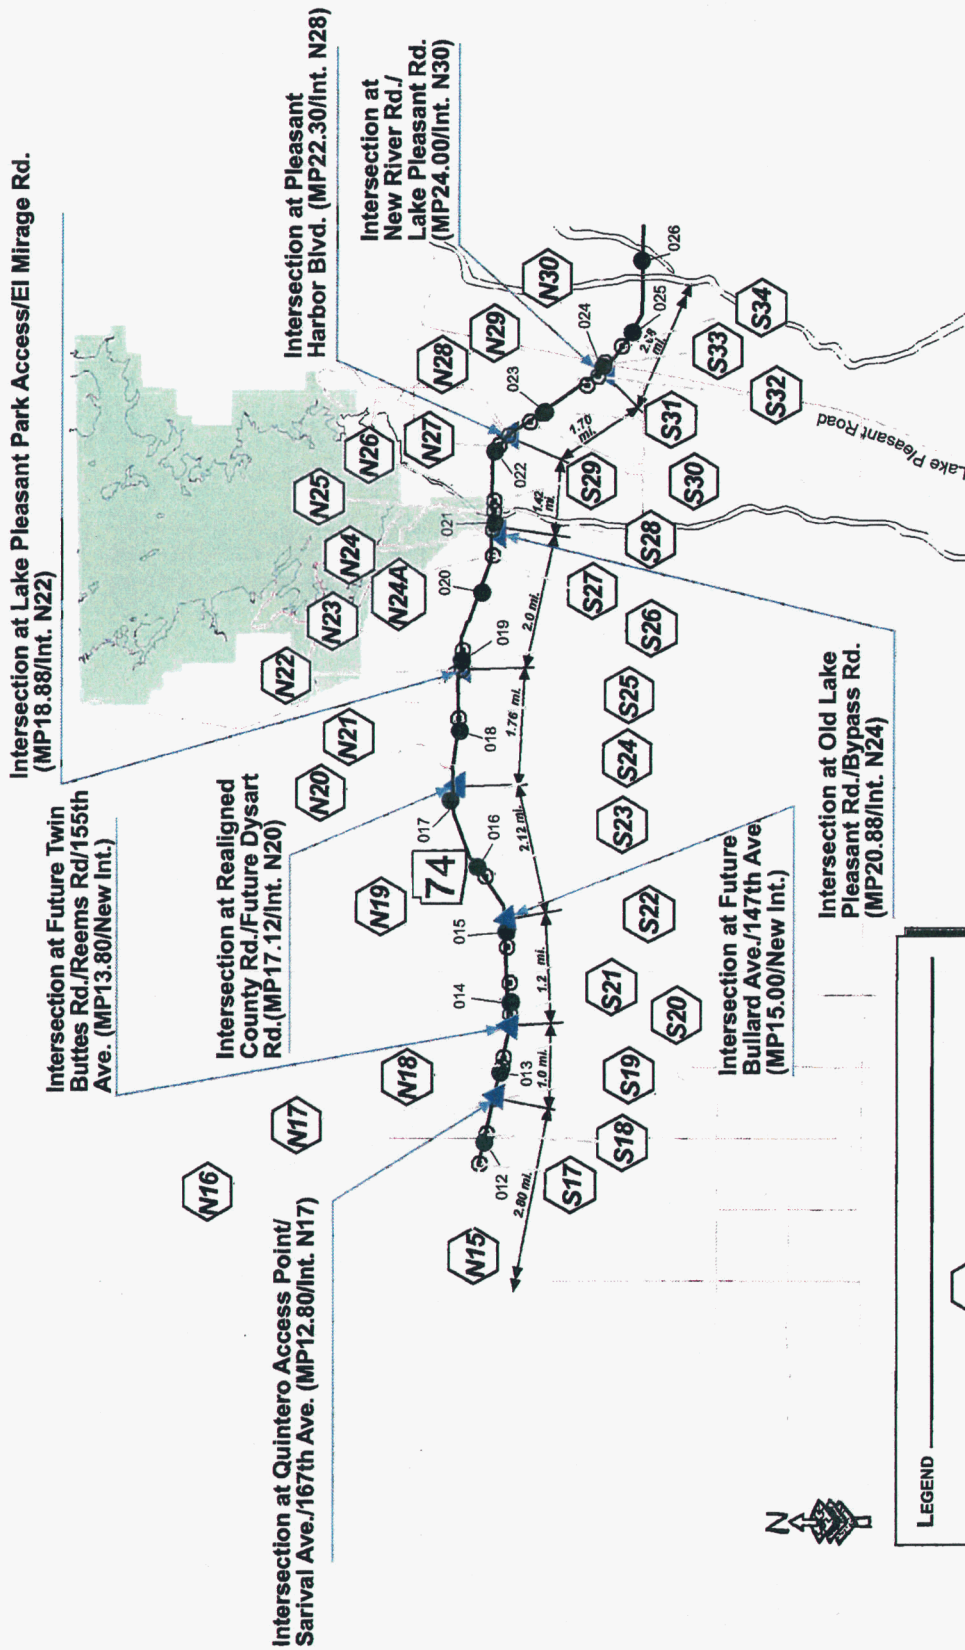 Intersection at Quintero Access Point/
Sarival Ave./167th Ave. (MP12.80/Int. N17)
Intersection at Future Twin
Buttes Rd./Reems Rd/155th
Ave. (MP13.80/New Int.)
Intersection at Realigned
County Rd./Future Dysart
Rd.(MP17.12/Int. N20)
Intersection at Lake Pleasant Park Access/El Mirage Rd.
(MP18.88/Int. N22)
Intersection at Pleasant
Harbor Blvd. (MP22.30/Int. N28)
Intersection at
New River Rd./
Lake Pleasant Rd.
(MP24.00/Int. N30)
N15
N16
N17
N18
N19
N20
N21
N22
N23
N24
N24A
N25
N26
N27
N28
N29
N30
74
012
013
014
015
016
017
018
019
020
021
022
023
024
025
026
2.80 mi.
1.0 mi.
1.2 mi.
2.12 mi.
1.76 mi.
2.0 mi.
1.42
mi.
1.70
mi.
mi.
S17
S18
S19
S20
S21
S22
S23
S24
S25
S26
S27
S28
S29
S30
S31
S32
S33
S34
Lake Pleasant Road
Intersection at Future
Bullard Ave./147th Ave.
(MP15.00/New Int.)
Intersection at Old Lake
Pleasant Rd./Bypass Rd.
(MP20.88/Int. N24)
N
LEGEND